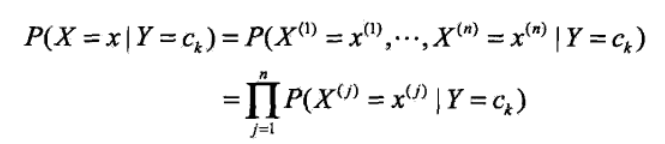 P(X = x | Y = c_k) = P(X^{(1)} = x^{(1)}, ⋯, X^{(n)} = x^{(n)} | Y = c_k)
= ∏_{j=1}^{n} P(X^{(j)} = x^{(j)} | Y = c_k)